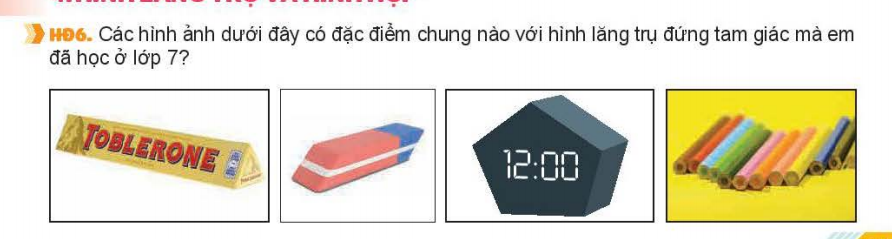 HĐ6. Các hình ảnh dưới đây có đặc điểm chung nào với hình lăng trụ đứng tam giác mà em
đã học ở lớp 7?
TOBLERONE
12:00